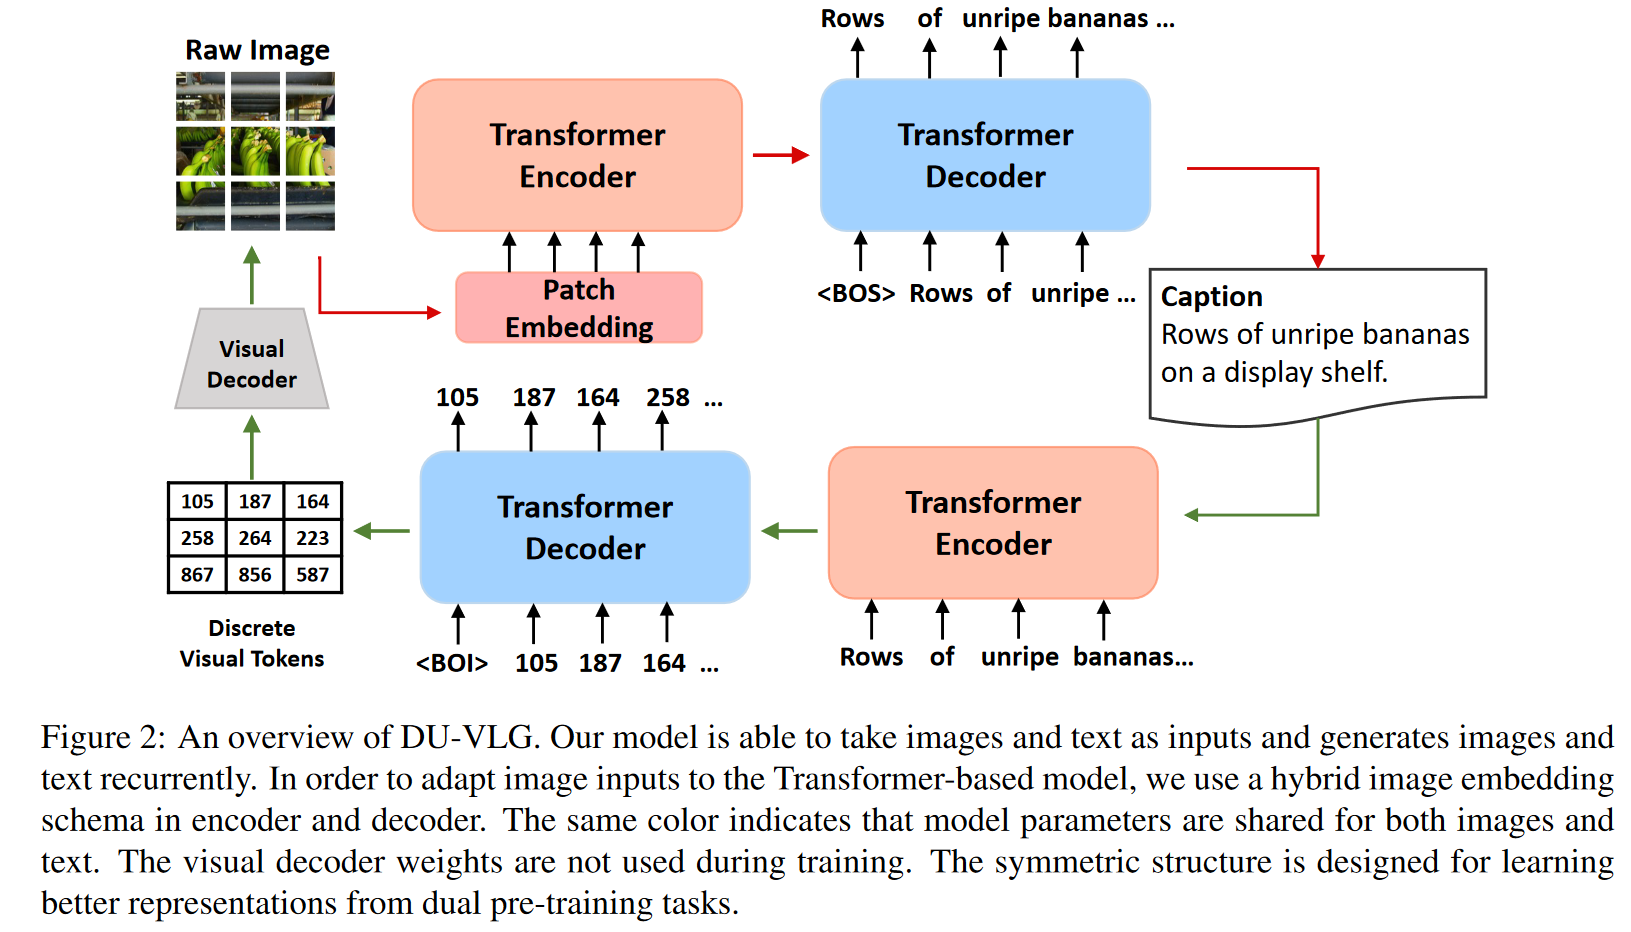 Rows of unripe bananas ...
Raw Image
Transformer
Encoder
Transformer
Decoder
Patch
Embedding
<BOS> Rows of unripe ...
Caption
Rows of unripe bananas
on a display shelf.
Visual
Decoder
105 187 164 258 ...
Transformer
Decoder
Transformer
Encoder
105 187 164
258 264 223
867 856 587
Discrete
Visual Tokens
<BOI> 105 187 164 ...
Rows of unripe bananas...
Figure 2: An overview of DU-VLG. Our model is able to take images and text as inputs and generates images and
text recurrently. In order to adapt image inputs to the Transformer-based model, we use a hybrid image embedding
schema in encoder and decoder. The same color indicates that model parameters are shared for both images and
text. The visual decoder weights are not used during training. The symmetric structure is designed for learning
better representations from dual pre-training tasks.